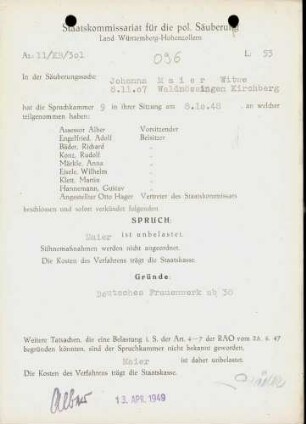 Staatskommissariat für die pol. Säuberung
Land Württemberg-Hohenzollern
Az: 11/K9/301
096
L. 53
In der Säuberungssache: Johanna Maier Witwe
8.11.07 Waldmössingen Kirchberg
hat die Spruchkammer 9 in ihrer Sitzung am 8.10.48, an welcher
teilgenommen haben:
Assessor Alber Vorsitzender
Engelfried, Adolf Beisitzer
Bäder, Richard "
Konz, Rudolf "
Märkle, Anna "
Eisele, Wilhelm "
Klett, Martin "
Hannemann, Gustav "
Angestellter Otto Hager Vertreter des Staatskommissars
beschlossen und sofort verkündet folgenden
SPRUCH:
Maier ist unbelastet.
Sühnemaßnahmen werden nicht angeordnet.
Die Kosten des Verfahrens trägt die Staatskasse.
Gründe:
Deutsches Frauenwerk ab 36
Weitere Tatsachen, die eine Belastung i. S. der Art. 4–7 der RAO vom 25. 4. 47
begründen könnten, sind der Spruchkammer nicht bekannt geworden.
Maier ist daher unbelastet.
Die Kosten des Verfahrens trägt die Staatskasse.
Alber
13. APR. 1949